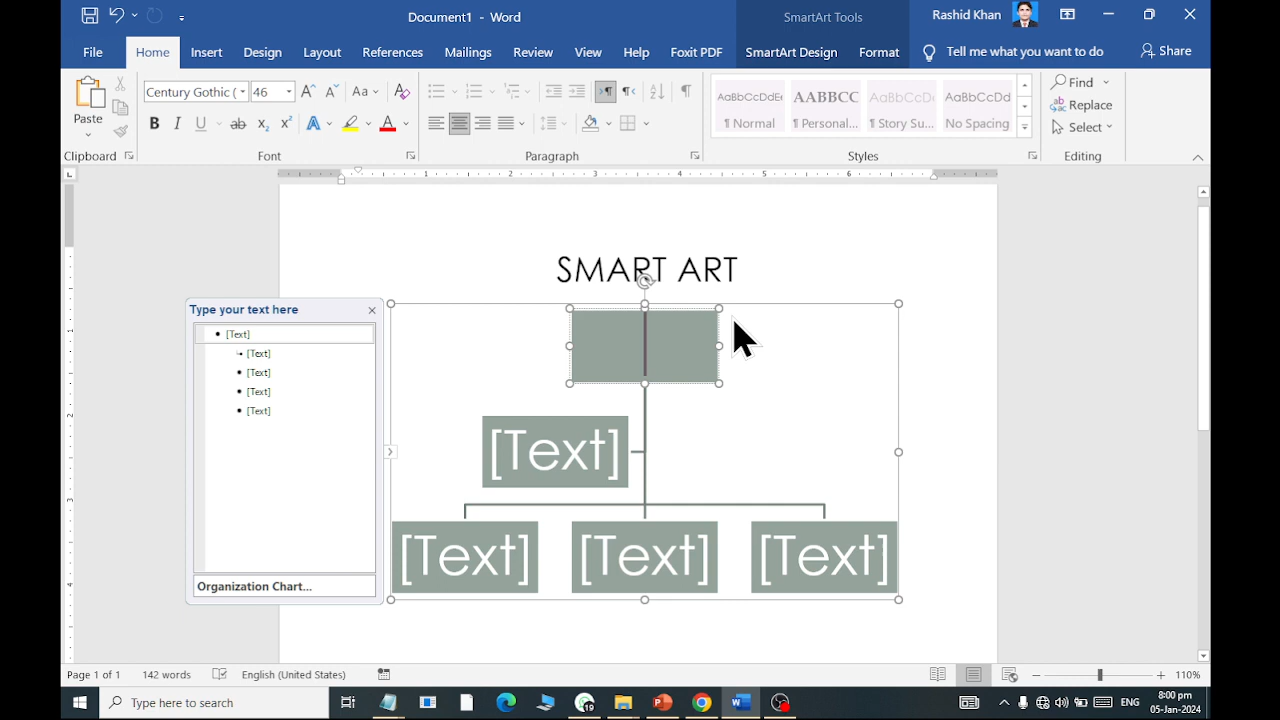 Document1 - Word
SmartArt Tools
Rashid Khan
File
Home
Insert
Design
Layout
References
Mailings
Review
View
Help
Foxit PDF
SmartArt Design
Format
Tell me what you want to do
Share
Paste
Clipboard
Century Gothic (
46
Aa
Font
Paragraph
AaBbCcDdEe
¶ Normal
AABBCC
¶ Personal...
AaBbCcDc
¶ Story Su...
AaBbCcDd
No Spacing
Styles
Find
Replace
Select
Editing
SMART ART
Type your text here
[Text]
[Text]
[Text]
[Text]
[Text]
Organization Chart...
[Text]
[Text]
[Text]
[Text]
Page 1 of 1
142 words
English (United States)
110%
Type here to search
ENG
8:00 pm
05-Jan-2024